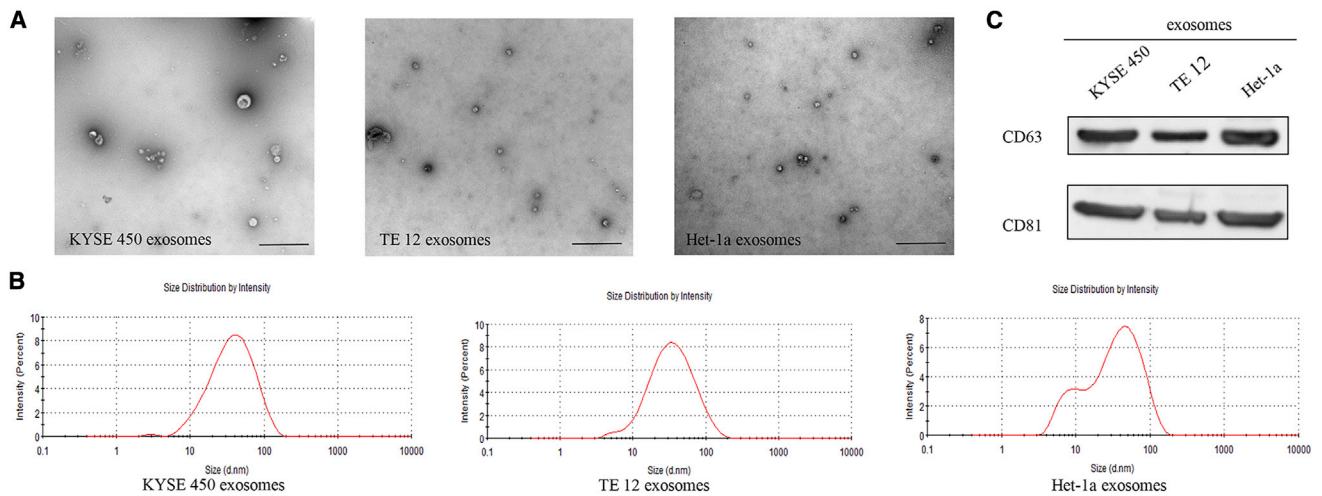 A
KYSE 450 exosomes
TE 12 exosomes
Het-1a exosomes
C
exosomes
KYSE 450
TE 12
Het-1a
CD63
CD81
B
Size Distribution by Intensity
Intensity (Percent)
10
8
6
4
2
0
0.1 1 10 100 1000 10000
Size (d.nm)
KYSE 450 exosomes
Size Distribution by Intensity
Intensity (Percent)
10
8
6
4
2
0
0.1 1 10 100 1000 10000
Size (d.nm)
TE 12 exosomes
Size Distribution by Intensity
Intensity (Percent)
8
6
4
2
0
0.1 1 10 100 1000 10000
Size (d.nm)
Het-1a exosomes